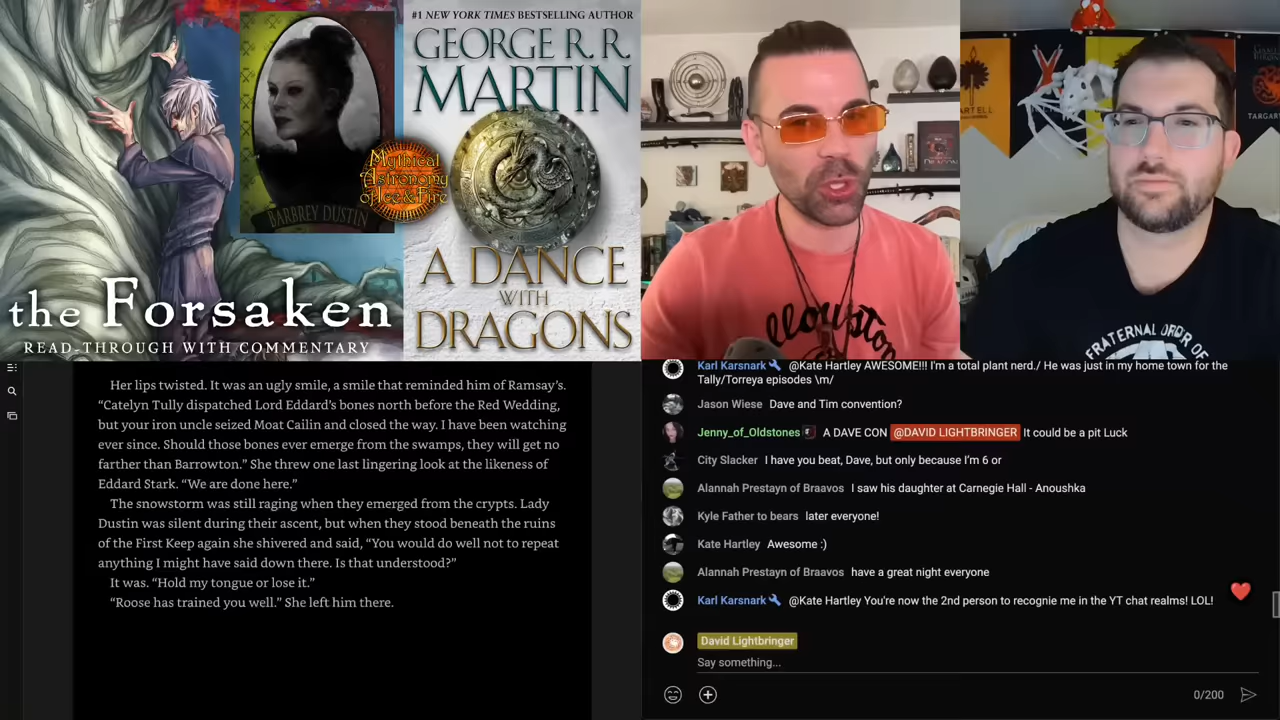 #1 NEW YORK TIMES BESTSELLING AUTHOR
GEORGE R. R.
MARTIN
Mythical
Astronomy
of Ice & Fire
BARBREY DUSTIN
A DANCE
WITH
DRAGONS
the Forsaken
READ-THROUGH WITH COMMENTARY
TARGAR
FRATERNAL ORDER OF
Her lips twisted. It was an ugly smile, a smile that reminded him of Ramsay’s.
“Catelyn Tully dispatched Lord Eddard’s bones north before the Red Wedding,
but your iron uncle seized Moat Cailin and closed the way. I have been watching
ever since. Should those bones ever emerge from the swamps, they will get no
farther than Barrowton.” She threw one last lingering look at the likeness of
Eddard Stark. “We are done here.”
The snowstorm was still raging when they emerged from the crypts. Lady
Dustin was silent during their ascent, but when they stood beneath the ruins
of the First Keep again she shivered and said, “You would do well not to repeat
anything I might have said down there. Is that understood?”
It was. “Hold my tongue or lose it.”
“Roose has trained you well.” She left him there.
Karl Karsnark @Kate Hartley AWESOME!!! I'm a total plant nerd./ He was just in my home town for the
Tally/Torreya episodes \m/
Jason Wiese Dave and Tim convention?
Jenny_of_Oldstones A DAVE CON @DAVID LIGHTBRINGER It could be a pit Luck
City Slacker I have you beat, Dave, but only because I’m 6 or
Alannah Prestayn of Braavos I saw his daughter at Carnegie Hall - Anoushka
Kyle Father to bears later everyone!
Kate Hartley Awesome :)
Alannah Prestayn of Braavos have a great night everyone
Karl Karsnark @Kate Hartley You're now the 2nd person to recognie me in the YT chat realms! LOL!
David Lightbringer
Say something...
0/200